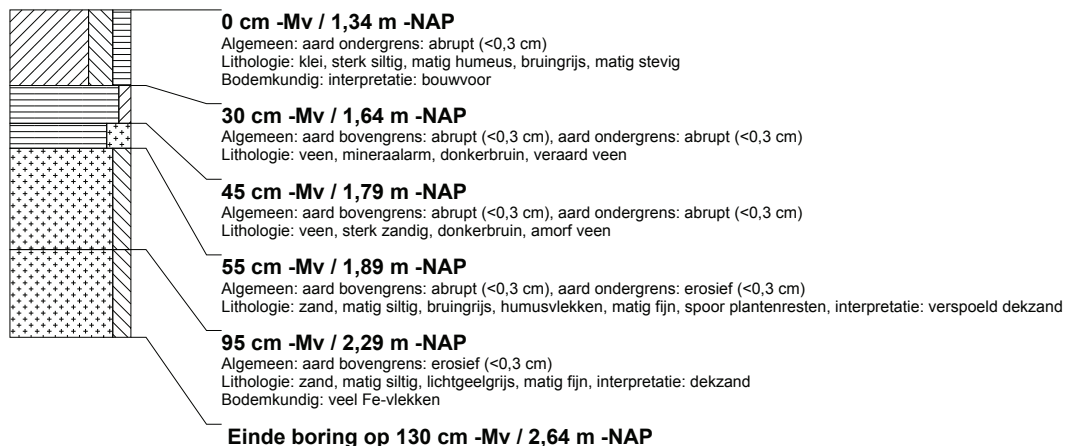 0 cm -Mv / 1,34 m -NAP
Algemeen: aard ondergrens: abrupt (<0,3 cm)
Lithologie: klei, sterk siltig, matig humeus, bruingrijs, matig stevig
Bodemkundig: interpretatie: bouwvoor
30 cm -Mv / 1,64 m -NAP
Algemeen: aard bovengrens: abrupt (<0,3 cm), aard ondergrens: abrupt (<0,3 cm)
Lithologie: veen, mineraalarm, donkerbruin, veraard veen
45 cm -Mv / 1,79 m -NAP
Algemeen: aard bovengrens: abrupt (<0,3 cm), aard ondergrens: abrupt (<0,3 cm)
Lithologie: veen, sterk zandig, donkerbruin, amorf veen
55 cm -Mv / 1,89 m -NAP
Algemeen: aard bovengrens: abrupt (<0,3 cm), aard ondergrens: erosief (<0,3 cm)
Lithologie: zand, matig siltig, bruingrijs, humusvlekken, matig fijn, spoor plantenresten, interpretatie: verspoeld dekzand
95 cm -Mv / 2,29 m -NAP
Algemeen: aard bovengrens: erosief (<0,3 cm)
Lithologie: zand, matig siltig, lichtgeelgrijs, matig fijn, interpretatie: dekzand
Bodemkundig: veel Fe-vlekken
Einde boring op 130 cm -Mv / 2,64 m -NAP